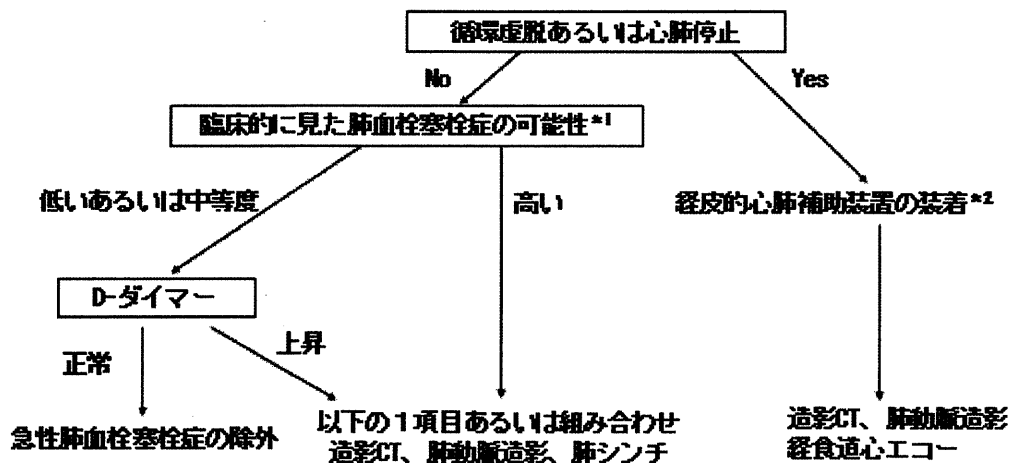 循環虚脱あるいは心肺停止
No
Yes
臨床的に見た肺血栓塞栓症の可能性*1
低いあるいは中等度
高い
経皮的心肺補助装置の装着*2
D-ダイマー
正常
上昇
急性肺血栓塞栓症の除外
以下の1項目あるいは組み合わせ
造影CT、肺動脈造影、肺シンチ
造影CT、肺動脈造影
経食道心エコー